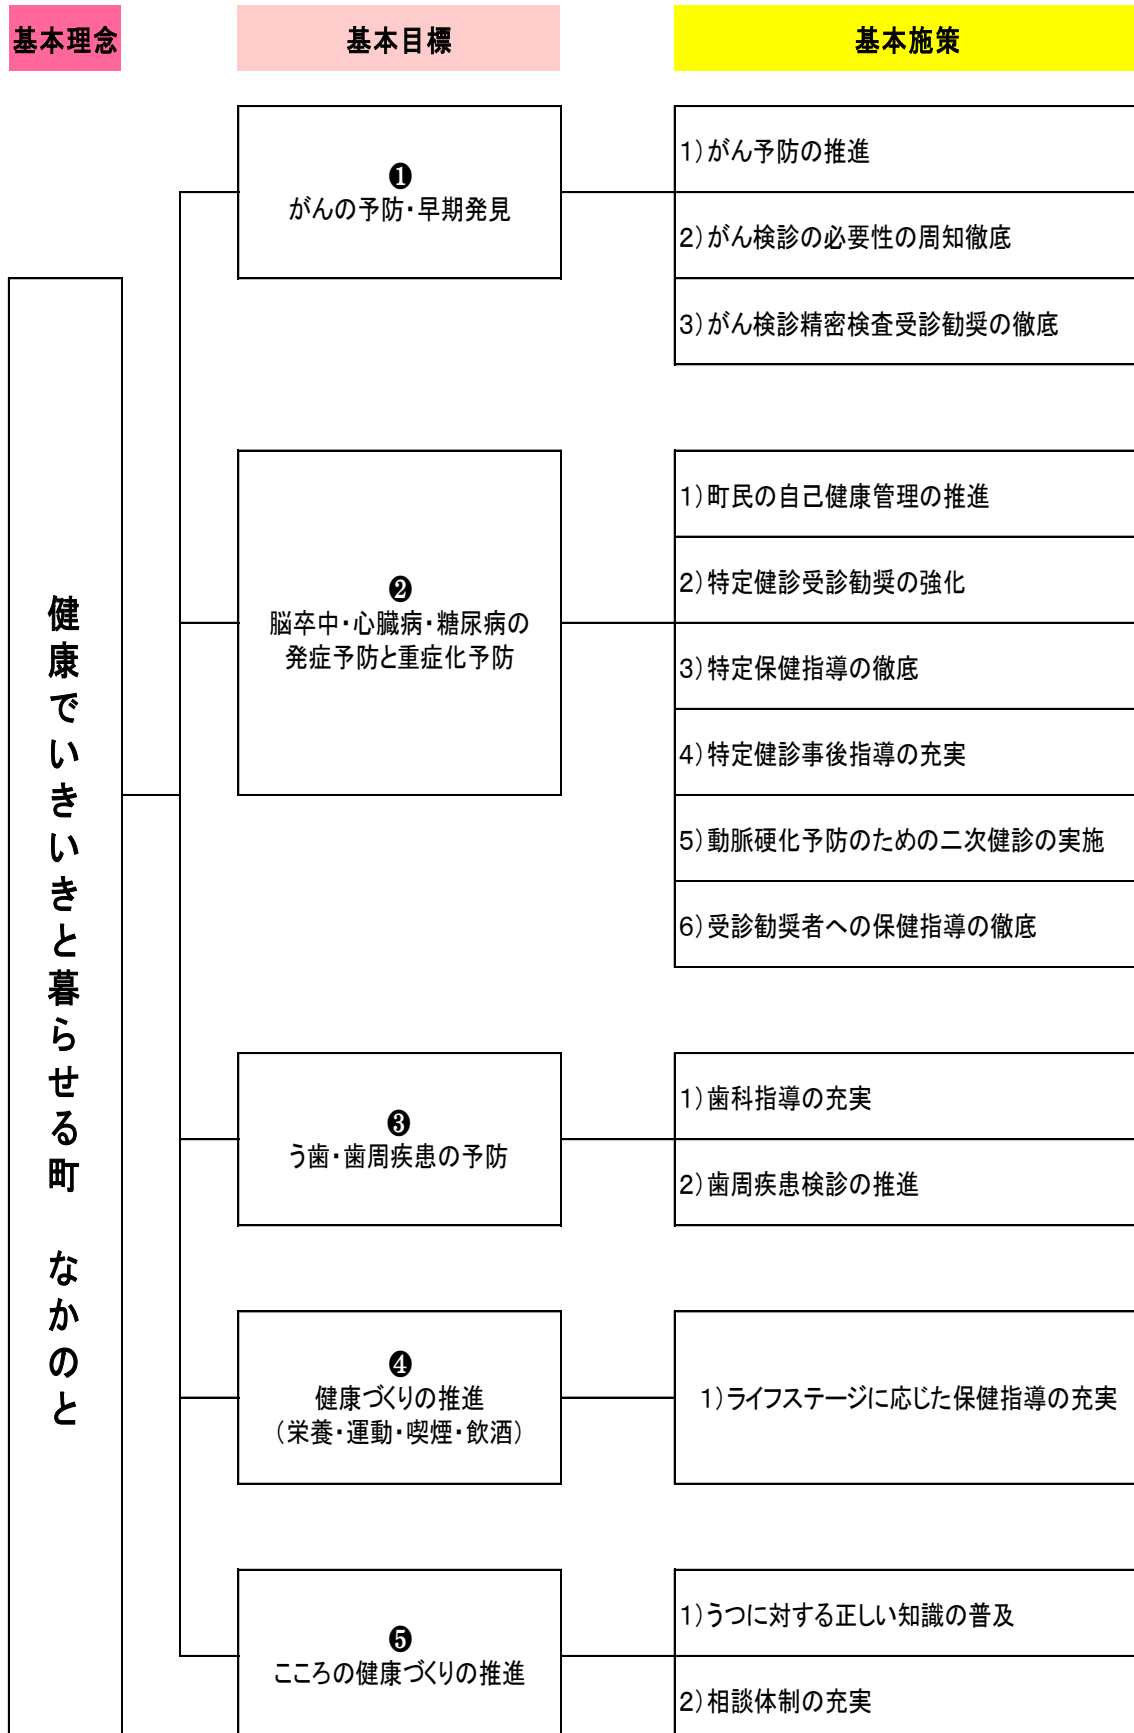 基本理念
基本目標
基本施策
健康でいきいきと暮らせる町　なかのと
❶
がんの予防・早期発見
1)がん予防の推進
2)がん検診の必要性の周知徹底
3)がん検診精密検査受診勧奨の徹底
❷
脳卒中・心臓病・糖尿病の
発症予防と重症化予防
1)町民の自己健康管理の推進
2)特定健診受診勧奨の強化
3)特定保健指導の徹底
4)特定健診事後指導の充実
5)動脈硬化予防のための二次健診の実施
6)受診勧奨者への保健指導の徹底
❸
う歯・歯周疾患の予防
1)歯科指導の充実
2)歯周疾患検診の推進
❹
健康づくりの推進
(栄養・運動・喫煙・飲酒)
1)ライフステージに応じた保健指導の充実
❺
こころの健康づくりの推進
1)うつに対する正しい知識の普及
2)相談体制の充実